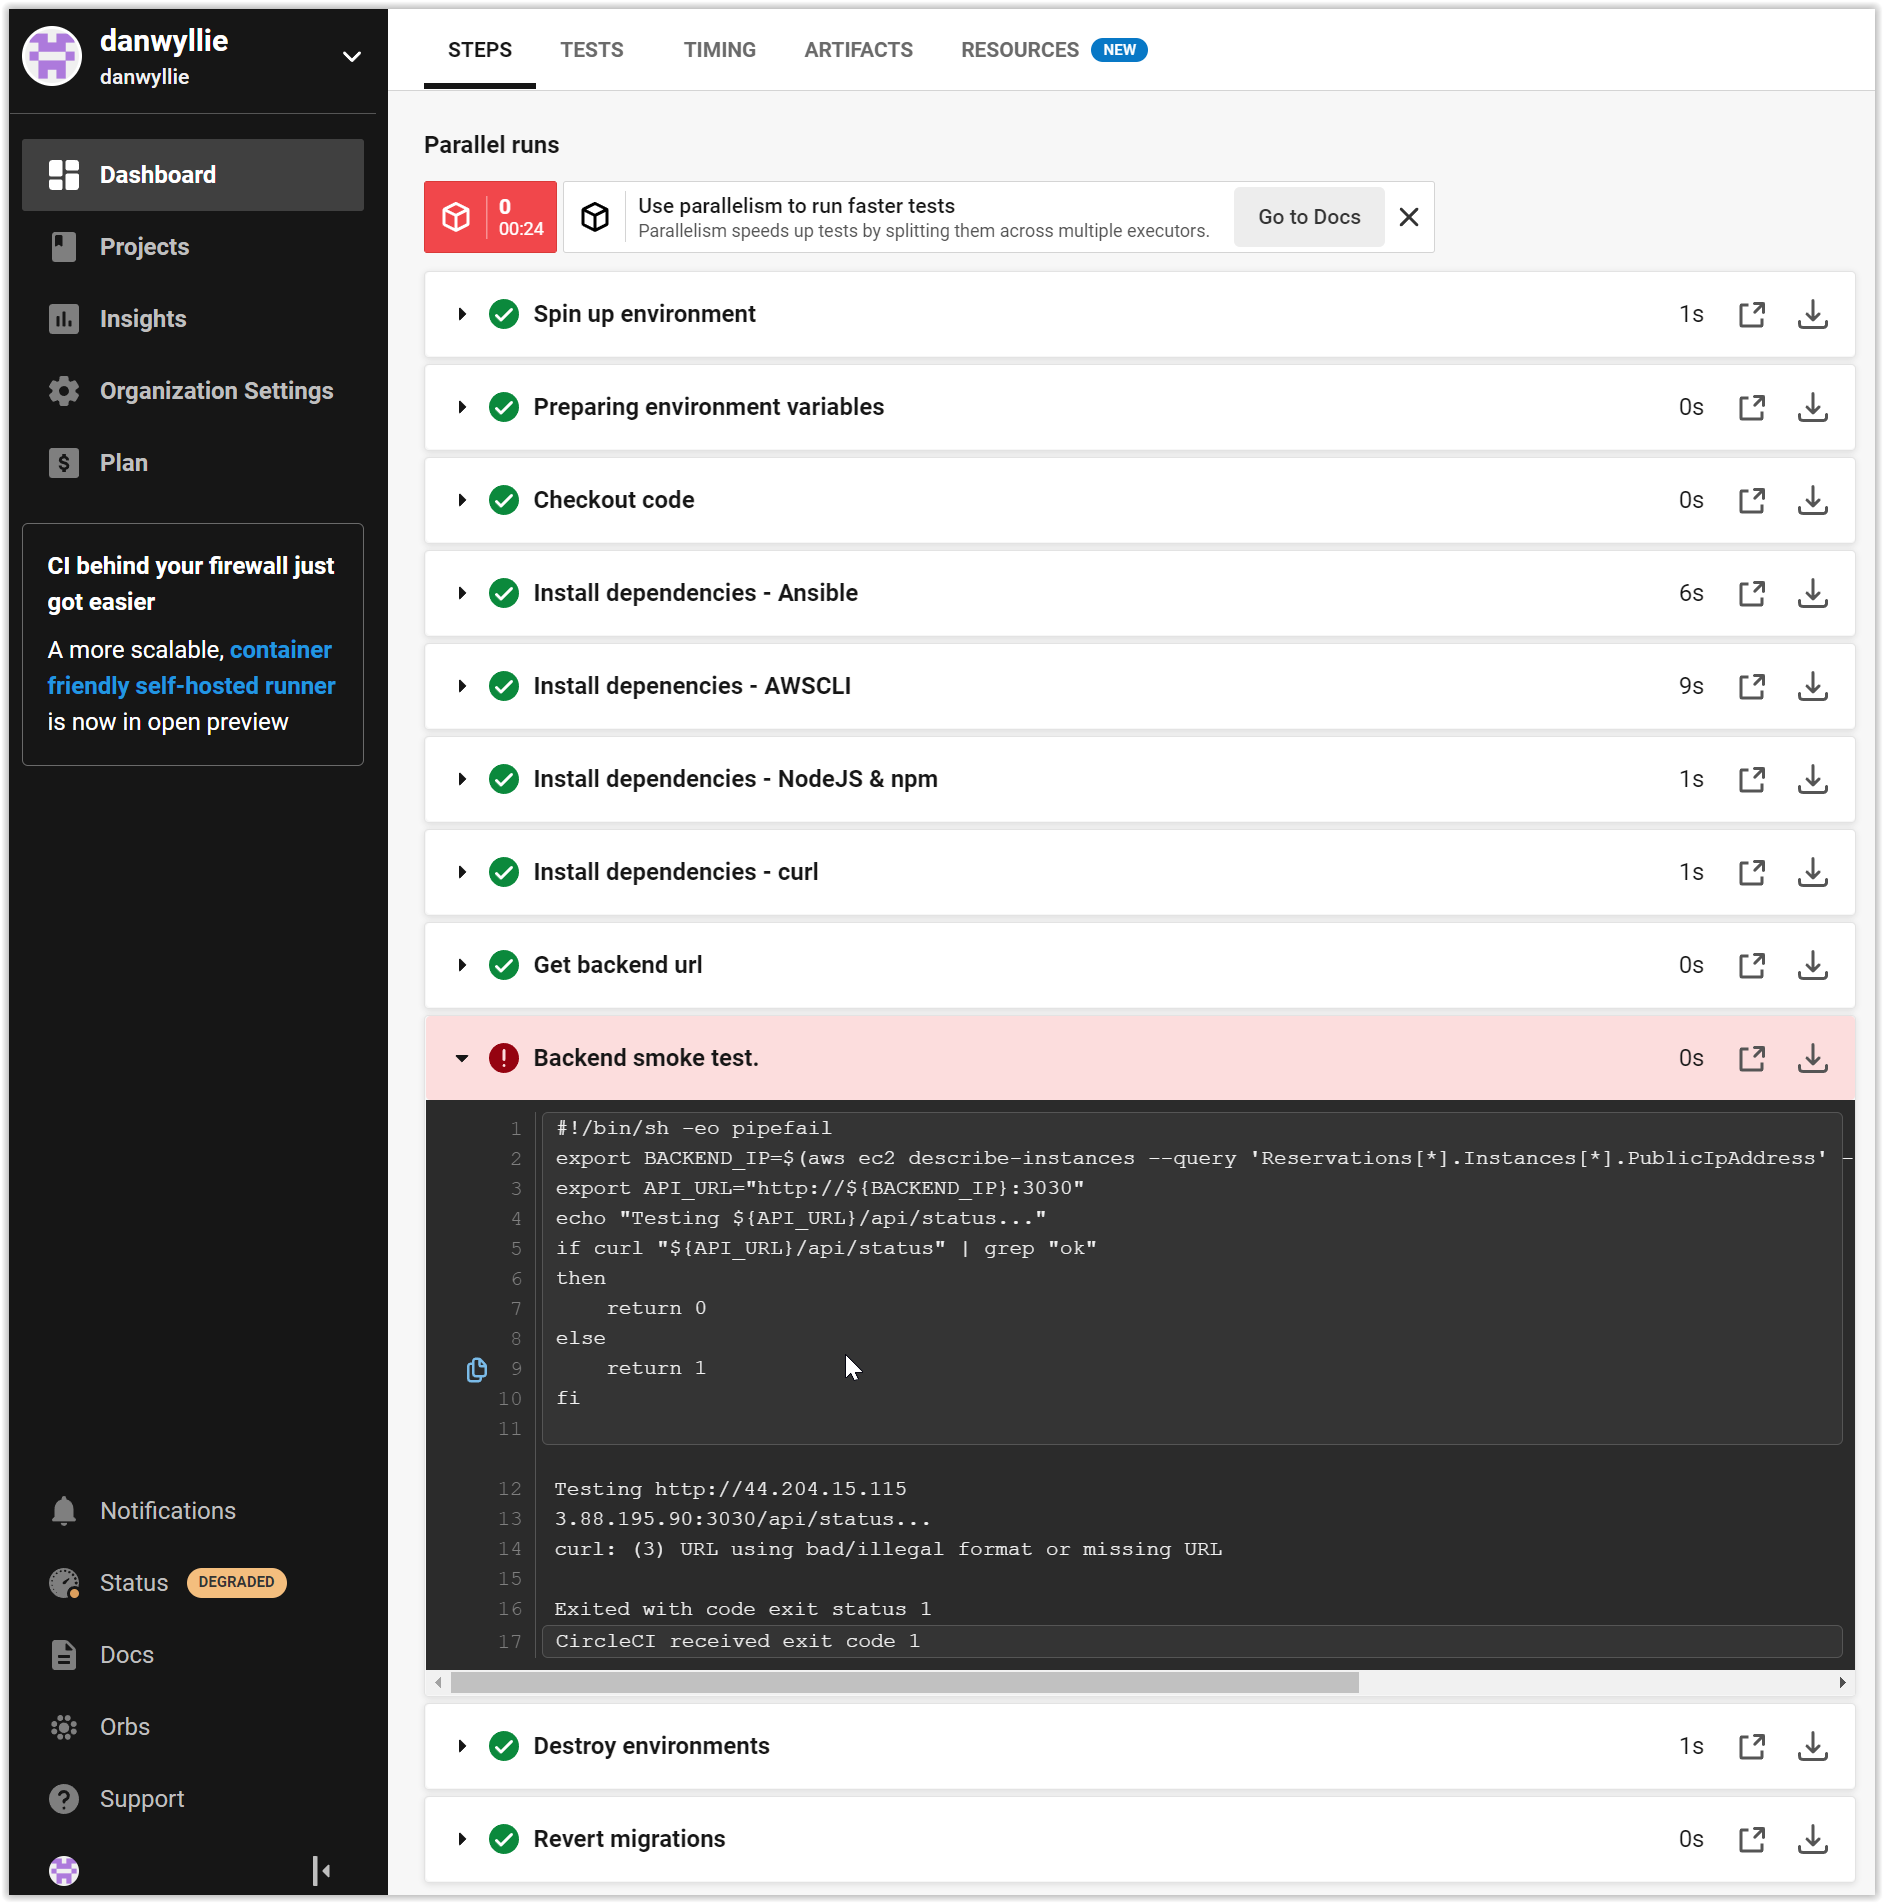 danwyllie
danwyllie
Dashboard
Projects
Insights
Organization Settings
Plan
CI behind your firewall just
got easier
A more scalable, container
friendly self-hosted runner
is now in open preview
Notifications
Status DEGRADED
Docs
Orbs
Support
STEPS TESTS TIMING ARTIFACTS RESOURCES NEW
Parallel runs
0
00:24
Use parallelism to run faster tests
Parallelism speeds up tests by splitting them across multiple executors.
Go to Docs
Spin up environment 1s
Preparing environment variables 0s
Checkout code 0s
Install dependencies - Ansible 6s
Install depenencies - AWSCLI 9s
Install dependencies - NodeJS & npm 1s
Install dependencies - curl 1s
Get backend url 0s
Backend smoke test. 0s
1 #!/bin/sh -eo pipefail
2 export BACKEND_IP=$(aws ec2 describe-instances --query 'Reservations[*].Instances[*].PublicIpAddress' -
3 export API_URL="http://${BACKEND_IP}:3030"
4 echo "Testing ${API_URL}/api/status..."
5 if curl "${API_URL}/api/status" | grep "ok"
6 then
7 return 0
8 else
9 return 1
10 fi
11
12 Testing http://44.204.15.115
13 3.88.195.90:3030/api/status...
14 curl: (3) URL using bad/illegal format or missing URL
15
16 Exited with code exit status 1
17 CircleCI received exit code 1
Destroy environments 1s
Revert migrations 0s